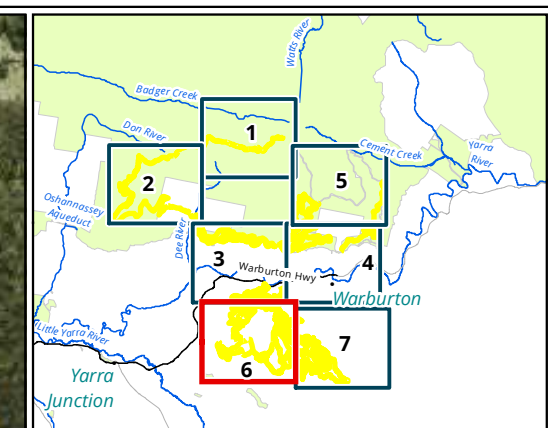 Watts River
Badger Creek
Don River
1
Cement Creek
Yarra
River
2
5
Oshannassey
Aqueduct
Dee River
3
4
Warburton Hwy
Warburton
Little Yarra River
7
6
Yarra
Junction